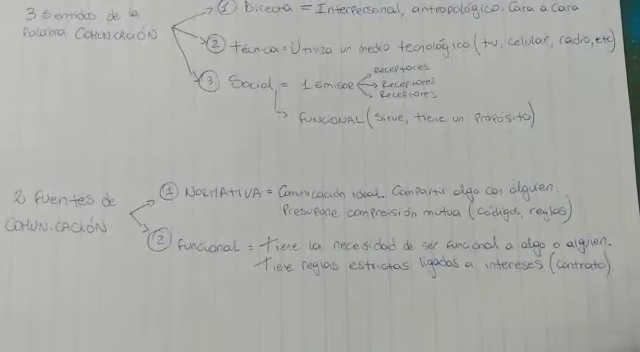 3 sentidos de la
palabra COMUNICACIÓN
① Directa = Interpersonal, antropológico. Cara a cara
② Técnica = Utiliza un medio tecnológico (tv, celular, radio, etc)
③ Social = 1 EMISOR
RECEPTORES
RECEPTORES
RECEPTORES
FUNCIONAL (Sirve, tiene un propósito)
2 fuentes de
COMUNICACIÓN
① NORMATIVA = Comunicación ideal. Compartir algo con alguien.
Presupone comprensión mutua (códigos, reglas)
② Funcional = Tiene la necesidad de ser funcional a algo o alguien.
Tiene reglas estrictas ligadas a intereses (contrato)